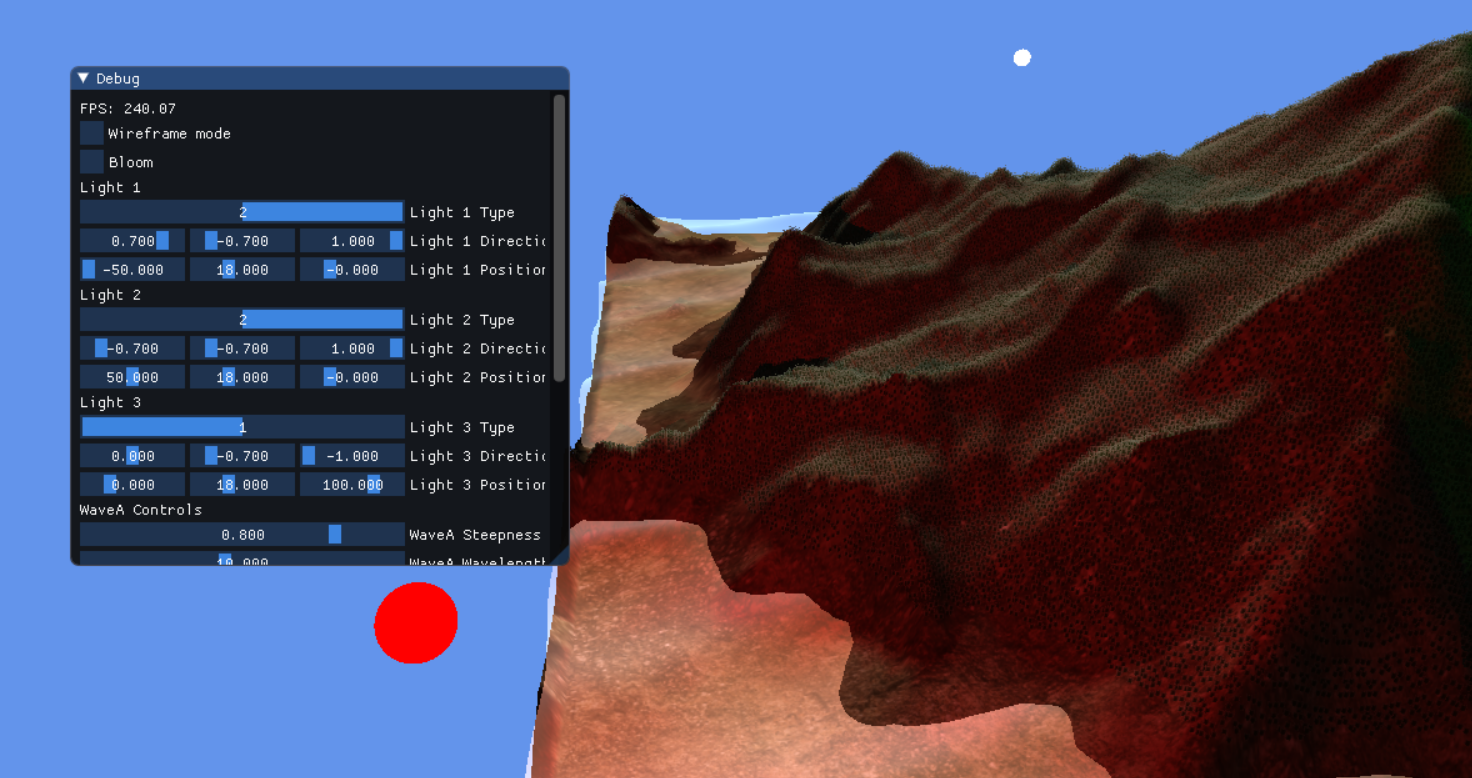 Debug
FPS: 240.07
Wireframe mode
Bloom
Light 1
2 Light 1 Type
0.700 -0.700 1.000 Light 1 Directic
-50.000 18.000 -0.000 Light 1 Position
Light 2
2 Light 2 Type
-0.700 -0.700 1.000 Light 2 Directic
50.000 18.000 -0.000 Light 2 Position
Light 3
1 Light 3 Type
0.000 -0.700 -1.000 Light 3 Directic
0.000 18.000 100.000 Light 3 Position
WaveA Controls
0.800 WaveA Steepness
10.000 WaveA Wavelength